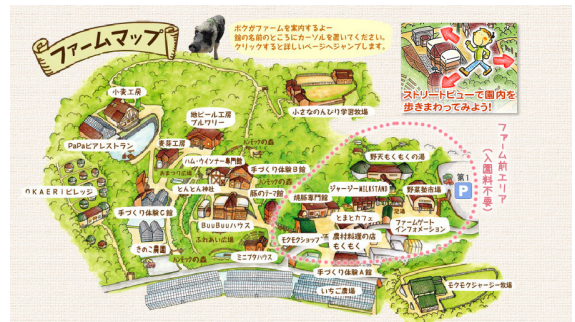 ファームマップ
ボクがファームを案内するよー
館の名前のところにカーソルを置いてください。
クリックすると詳しいページへジャンプします。
ストリートビューで園内を
歩きまわってみよう!
小麦工房
地ビール工房
ブルワリー
小さなのんびり学習牧場
PaPaビアレストラン
麦芽工房
ハム・ウインナー専門館
手づくり体験B館
とんとん神社
豚のテーマ館
OKAERIビレッジ
手づくり体験C館
BuuBuuハウス
ふれあい広場
きのこ農園
ミニブタハウス
野天もくもくの湯
ジャージーMILKSTAND
野菜塾市場
第1
P
とまとカフェ
足湯
ファームゲート
インフォメーション
モクモクショップ
農村料理の店
もくもく
手づくり体験A館
いちご農場
モクモクジャージー牧場
ファーム前エリア
(入園料不要)